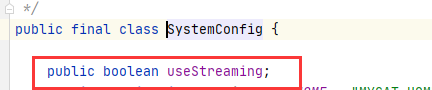 */
public final class SystemConfig {
public boolean useStreaming;